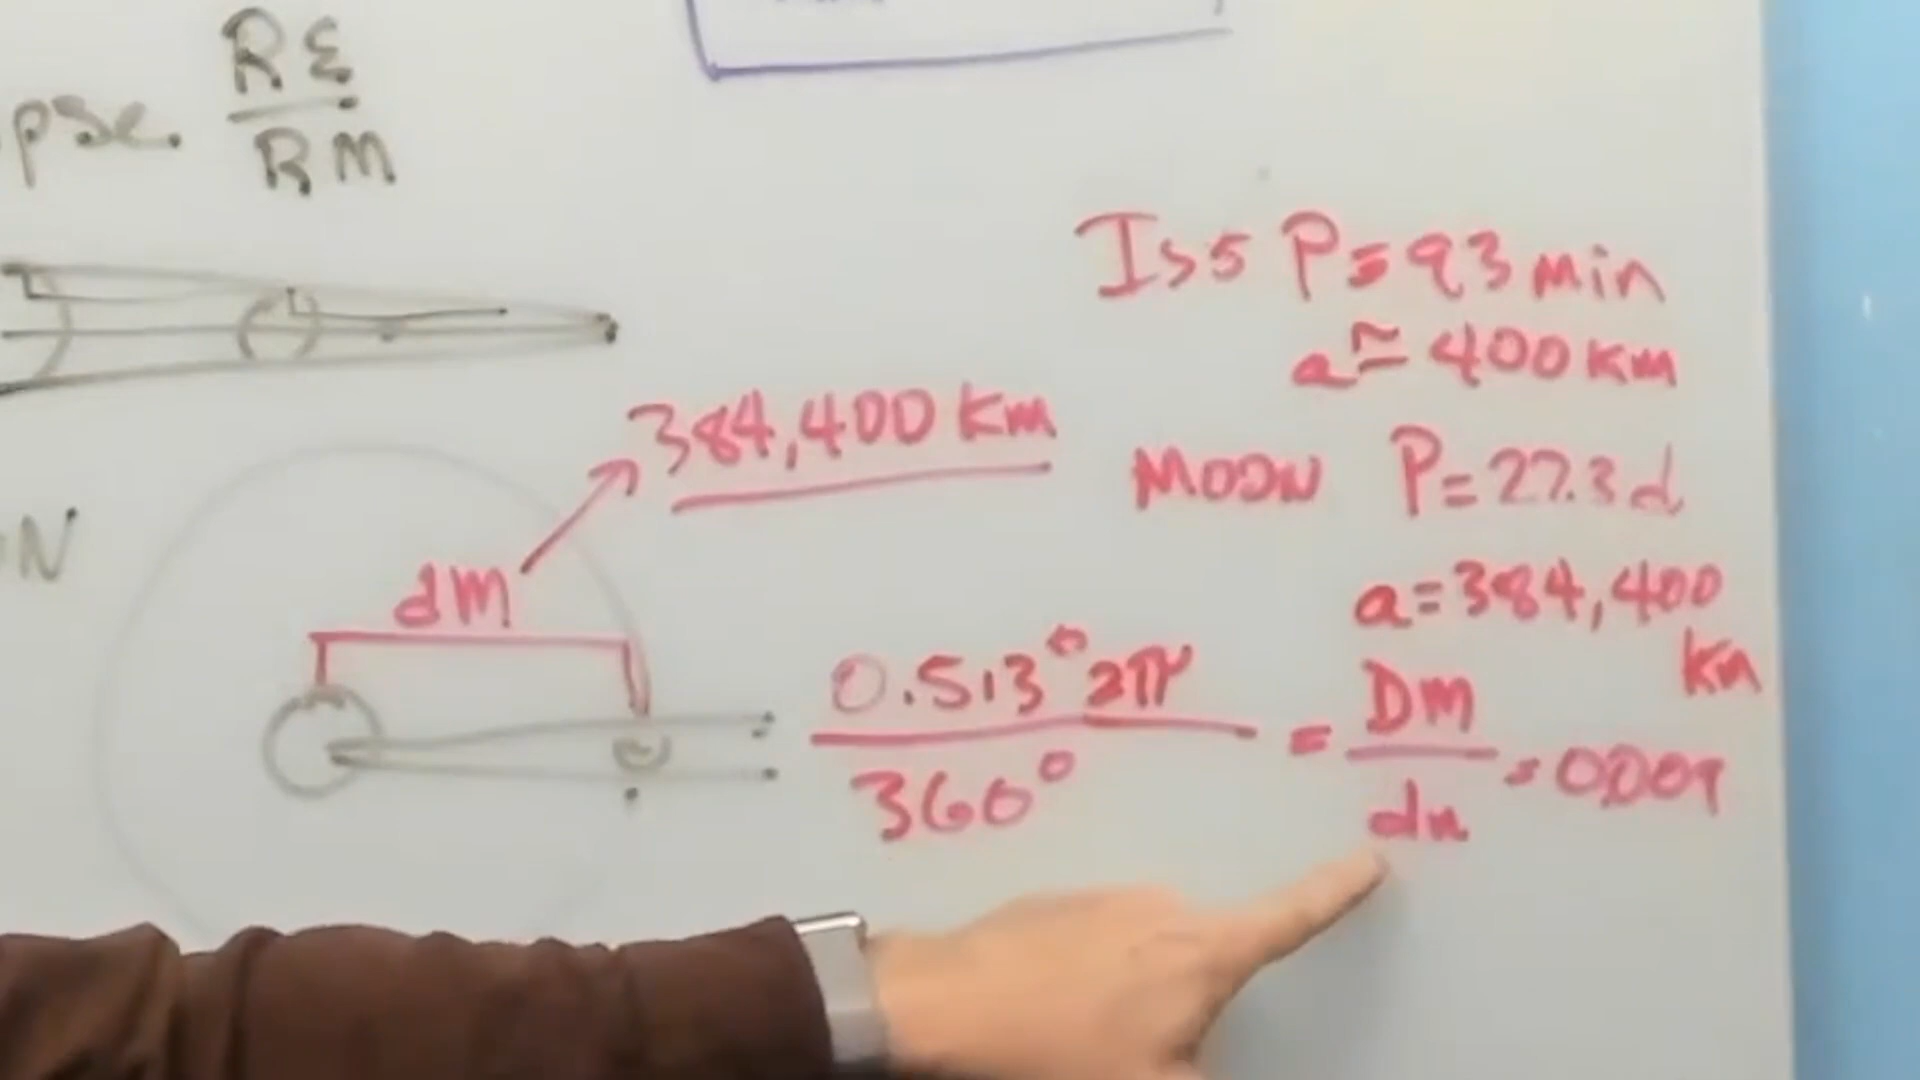 pse. RE
RM
Iss P=93 min
a≈400 km
384,400 km
MOON P=27.3d
N
dM
a=384,400
km
0.513° 2π = DM = 0.009
360° dM